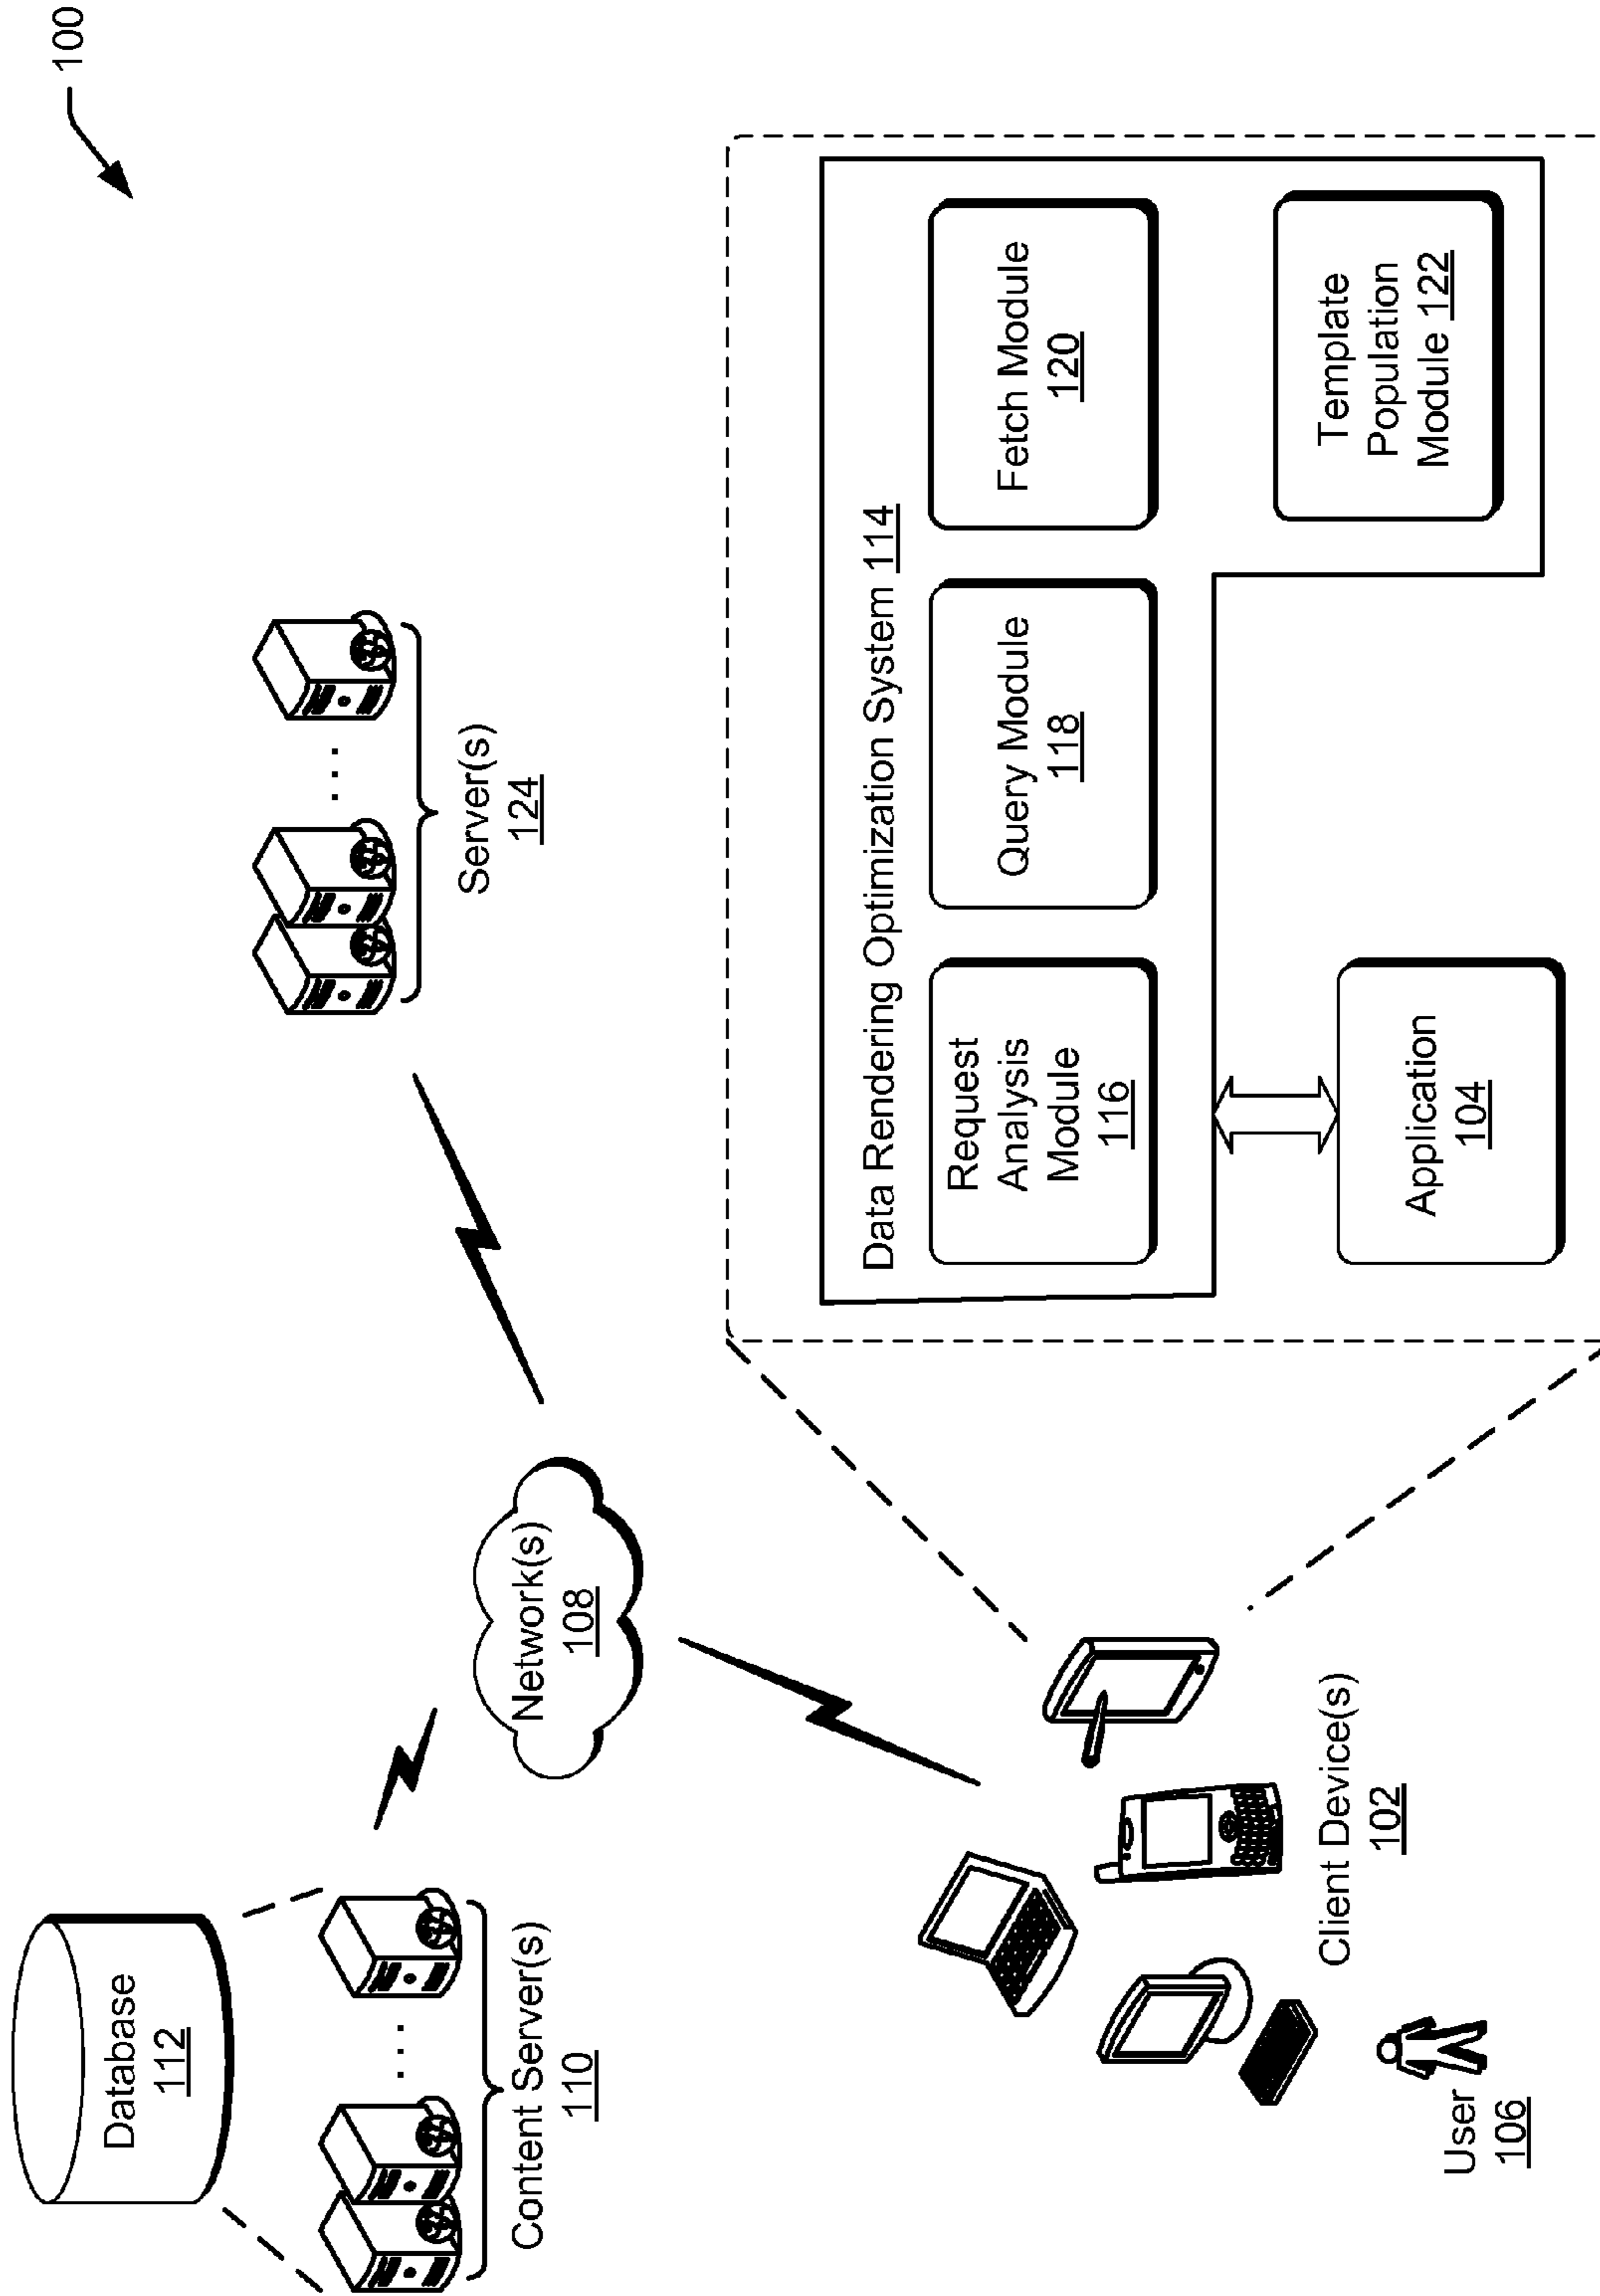 100
Database
112
Content Server(s)
110
Network(s)
108
Server(s)
124
User
106
Client Device(s)
102
Data Rendering Optimization System 114
Request
Analysis
Module
116
Query Module
118
Fetch Module
120
Template
Population
Module 122
Application
104